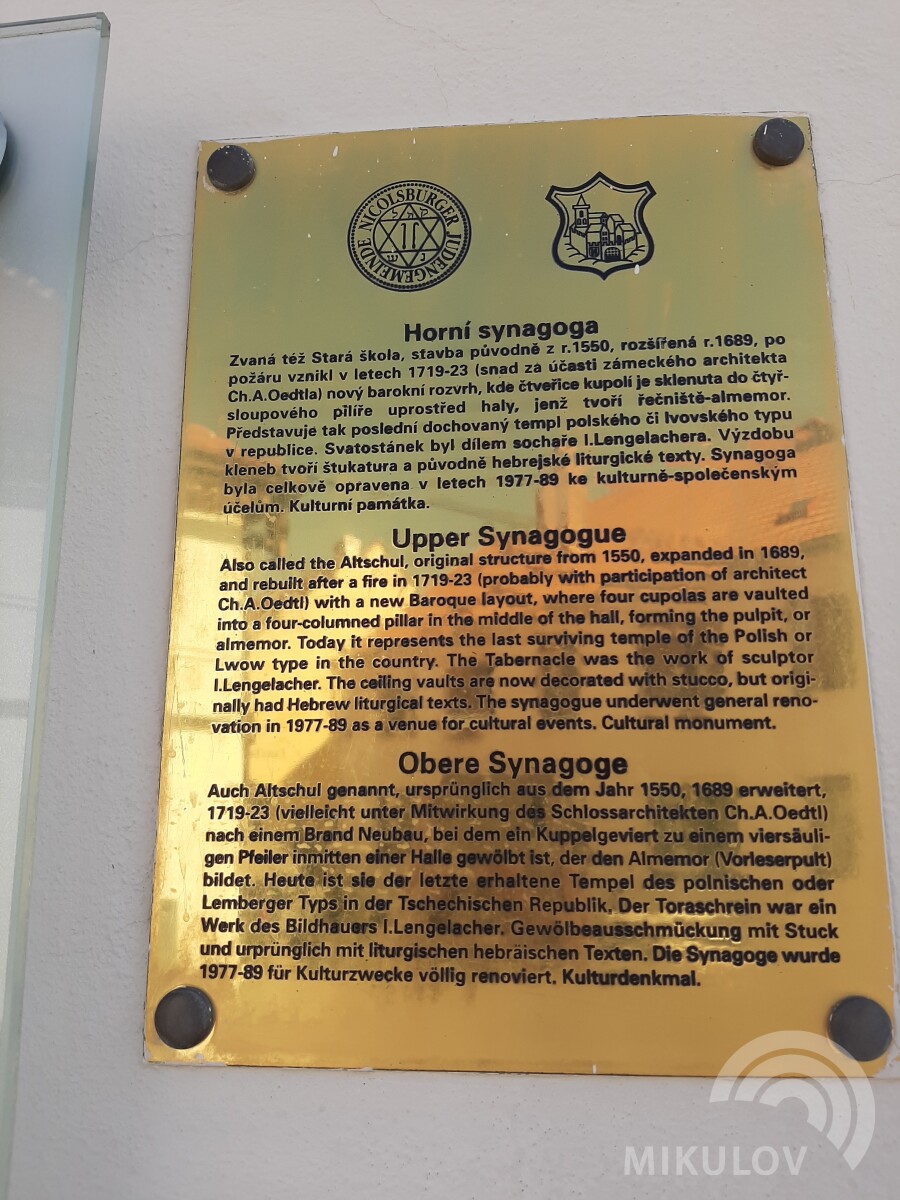 NICOLSBURGER JUDENGEMEINDE
Horní synagoga
Zvaná též Stará škola, stavba původně z r.1550, rozšířená r.1689, po
požáru vznikl v letech 1719-23 (snad za účasti zámeckého architekta
Ch.A.Oedtla) nový barokní rozvrh, kde čtveřice kupolí je sklenuta do čtyř-
sloupového pilíře uprostřed haly, jenž tvoří řečniště-almemor.
Představuje tak poslední dochovaný templ polského či lvovského typu
v republice. Svatostánek byl dílem sochaře I.Lengelachera. Výzdobu
kleneb tvoří štukatura a původně hebrejské liturgické texty. Synagoga
byla celkově opravena v letech 1977-89 ke kulturně-společenským
účelům. Kulturní památka.
Upper Synagogue
Also called the Altschul, original structure from 1550, expanded in 1689,
and rebuilt after a fire in 1719-23 (probably with participation of architect
Ch.A.Oedtl) with a new Baroque layout, where four cupolas are vaulted
into a four-columned pillar in the middle of the hall, forming the pulpit, or
almemor. Today it represents the last surviving temple of the Polish or
Lwow type in the country. The Tabernacle was the work of sculptor
I.Lengelacher. The ceiling vaults are now decorated with stucco, but origi-
nally had Hebrew liturgical texts. The synagogue underwent general reno-
vation in 1977-89 as a venue for cultural events. Cultural monument.
Obere Synagoge
Auch Altschul genannt, ursprünglich aus dem Jahr 1550, 1689 erweitert,
1719-23 (vielleicht unter Mitwirkung des Schlossarchitekten Ch.A.Oedtl)
nach einem Brand Neubau, bei dem ein Kuppelgeviert zu einem viersäuli-
gen Pfeiler inmitten einer Halle gewölbt ist, der den Almemor (Vorleserpult)
bildet. Heute ist sie der letzte erhaltene Tempel des polnischen oder
Lemberger Typs in der Tschechischen Republik. Der Toraschrein war ein
Werk des Bildhauers I.Lengelacher. Gewölbeausschmückung mit Stuck
und urprünglich mit liturgischen hebräischen Texten. Die Synagoge wurde
1977-89 für Kulturzwecke völlig renoviert. Kulturdenkmal.
MIKULOV